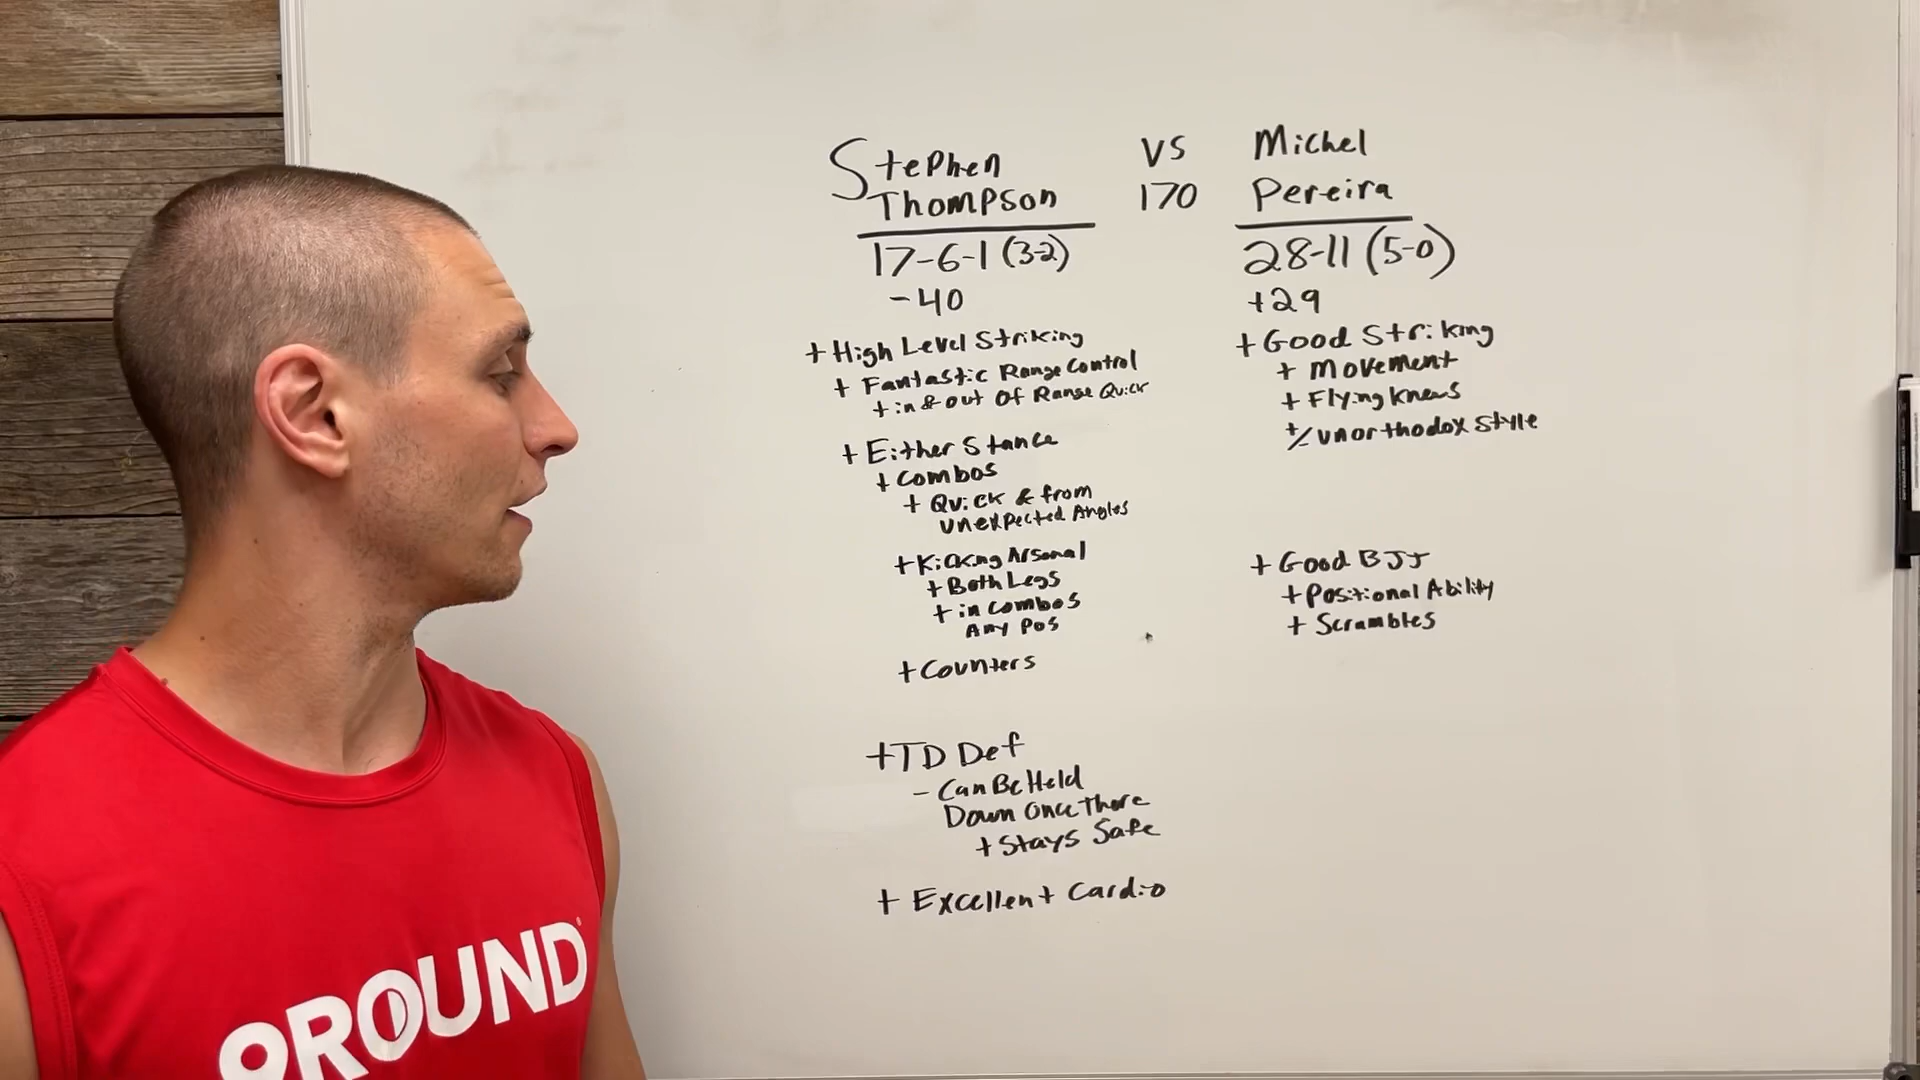 Stephen
Thompson
17-6-1 (3-2)
-40
+ High Level Striking
+ Fantastic Range Control
+ in & out Of Range Quick
+ Either Stance
+ Combos
+ Quick & from
unexpected Angles
+ Kicking Arsenal
+ Both Legs
+ in combos
Any Pos
+ Counters
+ TD Def
- Can Be Held
Down Once There
+ Stays Safe
+ Excellent Cardio
VS
170
Michel
Pereira
28-11 (5-0)
+29
+ Good Striking
+ Movement
+ Flying knees
+/- unorthodox Style
+ Good BJJ
+ Positional Ability
+ Scrambles
9ROUND